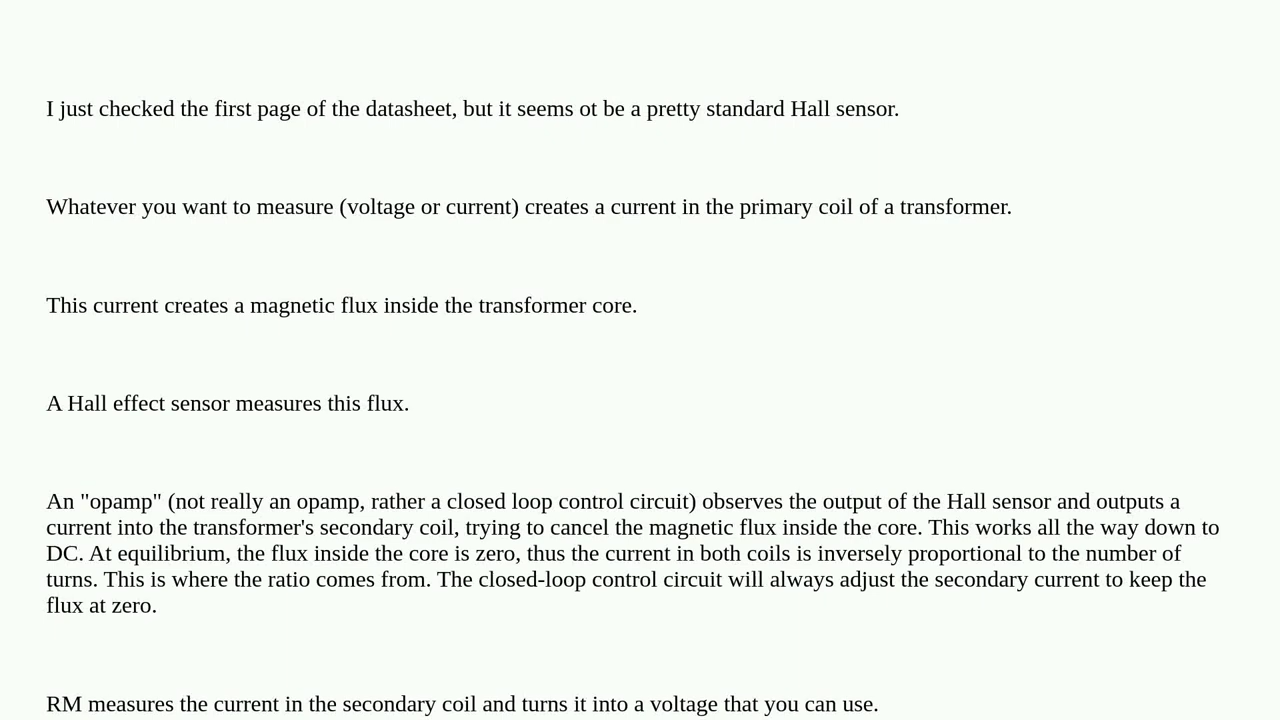 I just checked the first page of the datasheet, but it seems ot be a pretty standard Hall sensor.
Whatever you want to measure (voltage or current) creates a current in the primary coil of a transformer.
This current creates a magnetic flux inside the transformer core.
A Hall effect sensor measures this flux.
An "opamp" (not really an opamp, rather a closed loop control circuit) observes the output of the Hall sensor and outputs a
current into the transformer's secondary coil, trying to cancel the magnetic flux inside the core. This works all the way down to
DC. At equilibrium, the flux inside the core is zero, thus the current in both coils is inversely proportional to the number of
turns. This is where the ratio comes from. The closed-loop control circuit will always adjust the secondary current to keep the
flux at zero.
RM measures the current in the secondary coil and turns it into a voltage that you can use.